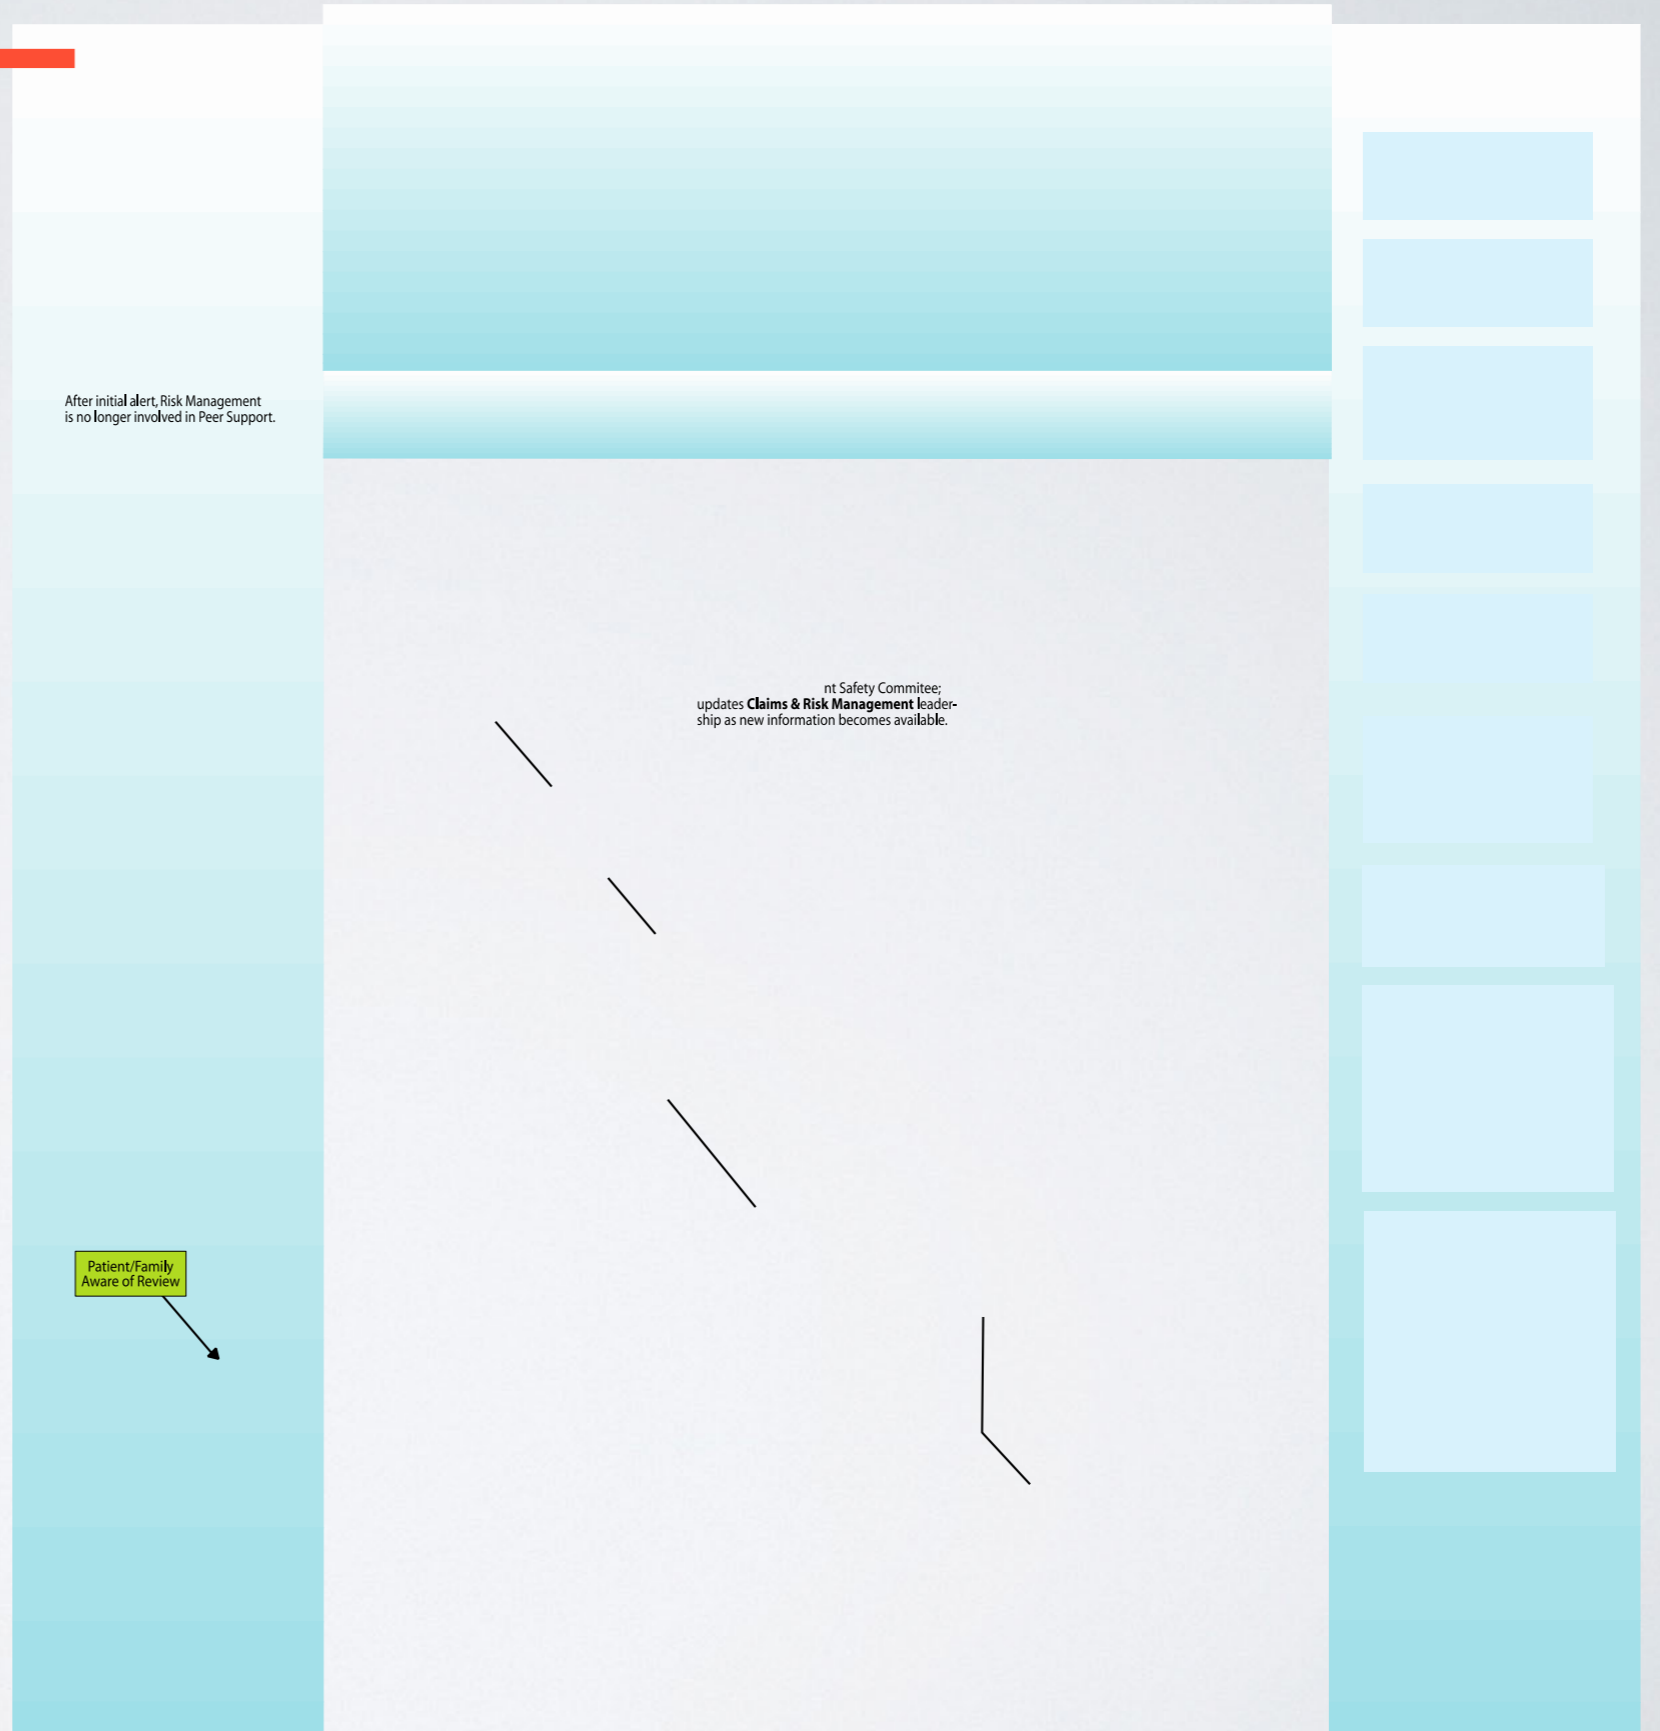 After initial alert, Risk Management
is no longer involved in Peer Support.
nt Safety Commitee;
updates Claims & Risk Management leader-
ship as new information becomes available.
Patient/Family
Aware of Review